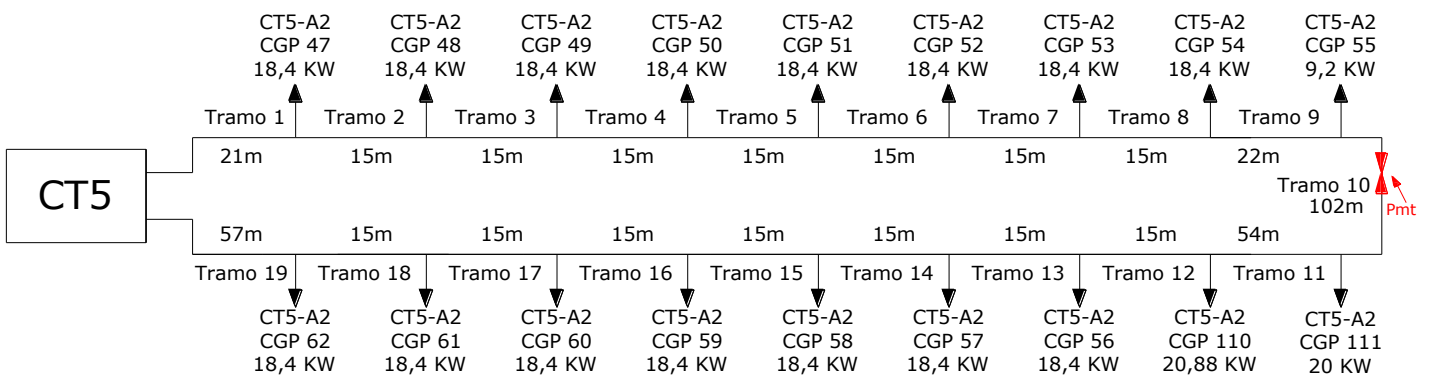 CT5-A2 CT5-A2 CT5-A2 CT5-A2 CT5-A2 CT5-A2 CT5-A2 CT5-A2 CT5-A2
CGP 47 CGP 48 CGP 49 CGP 50 CGP 51 CGP 52 CGP 53 CGP 54 CGP 55
18,4 KW 18,4 KW 18,4 KW 18,4 KW 18,4 KW 18,4 KW 18,4 KW 18,4 KW 9,2 KW
Tramo 1 Tramo 2 Tramo 3 Tramo 4 Tramo 5 Tramo 6 Tramo 7 Tramo 8 Tramo 9
21m 15m 15m 15m 15m 15m 15m 15m 22m
CT5
Tramo 10
102m
Pmt
57m 15m 15m 15m 15m 15m 15m 15m 54m
Tramo 19 Tramo 18 Tramo 17 Tramo 16 Tramo 15 Tramo 14 Tramo 13 Tramo 12 Tramo 11
CT5-A2 CT5-A2 CT5-A2 CT5-A2 CT5-A2 CT5-A2 CT5-A2 CT5-A2 CT5-A2
CGP 62 CGP 61 CGP 60 CGP 59 CGP 58 CGP 57 CGP 56 CGP 110 CGP 111
18,4 KW 18,4 KW 18,4 KW 18,4 KW 18,4 KW 18,4 KW 18,4 KW 20,88 KW 20 KW